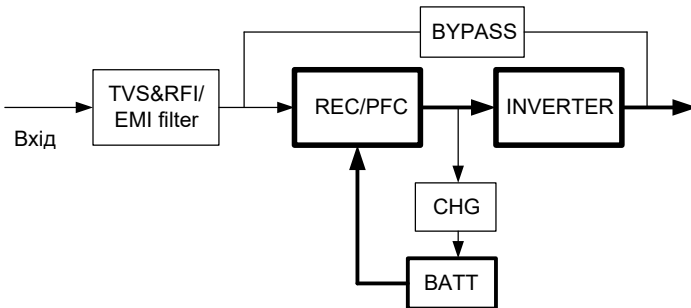 BYPASS
TVS&RFI/
EMI filter
REC/PFC
INVERTER
Вхід
CHG
BATT